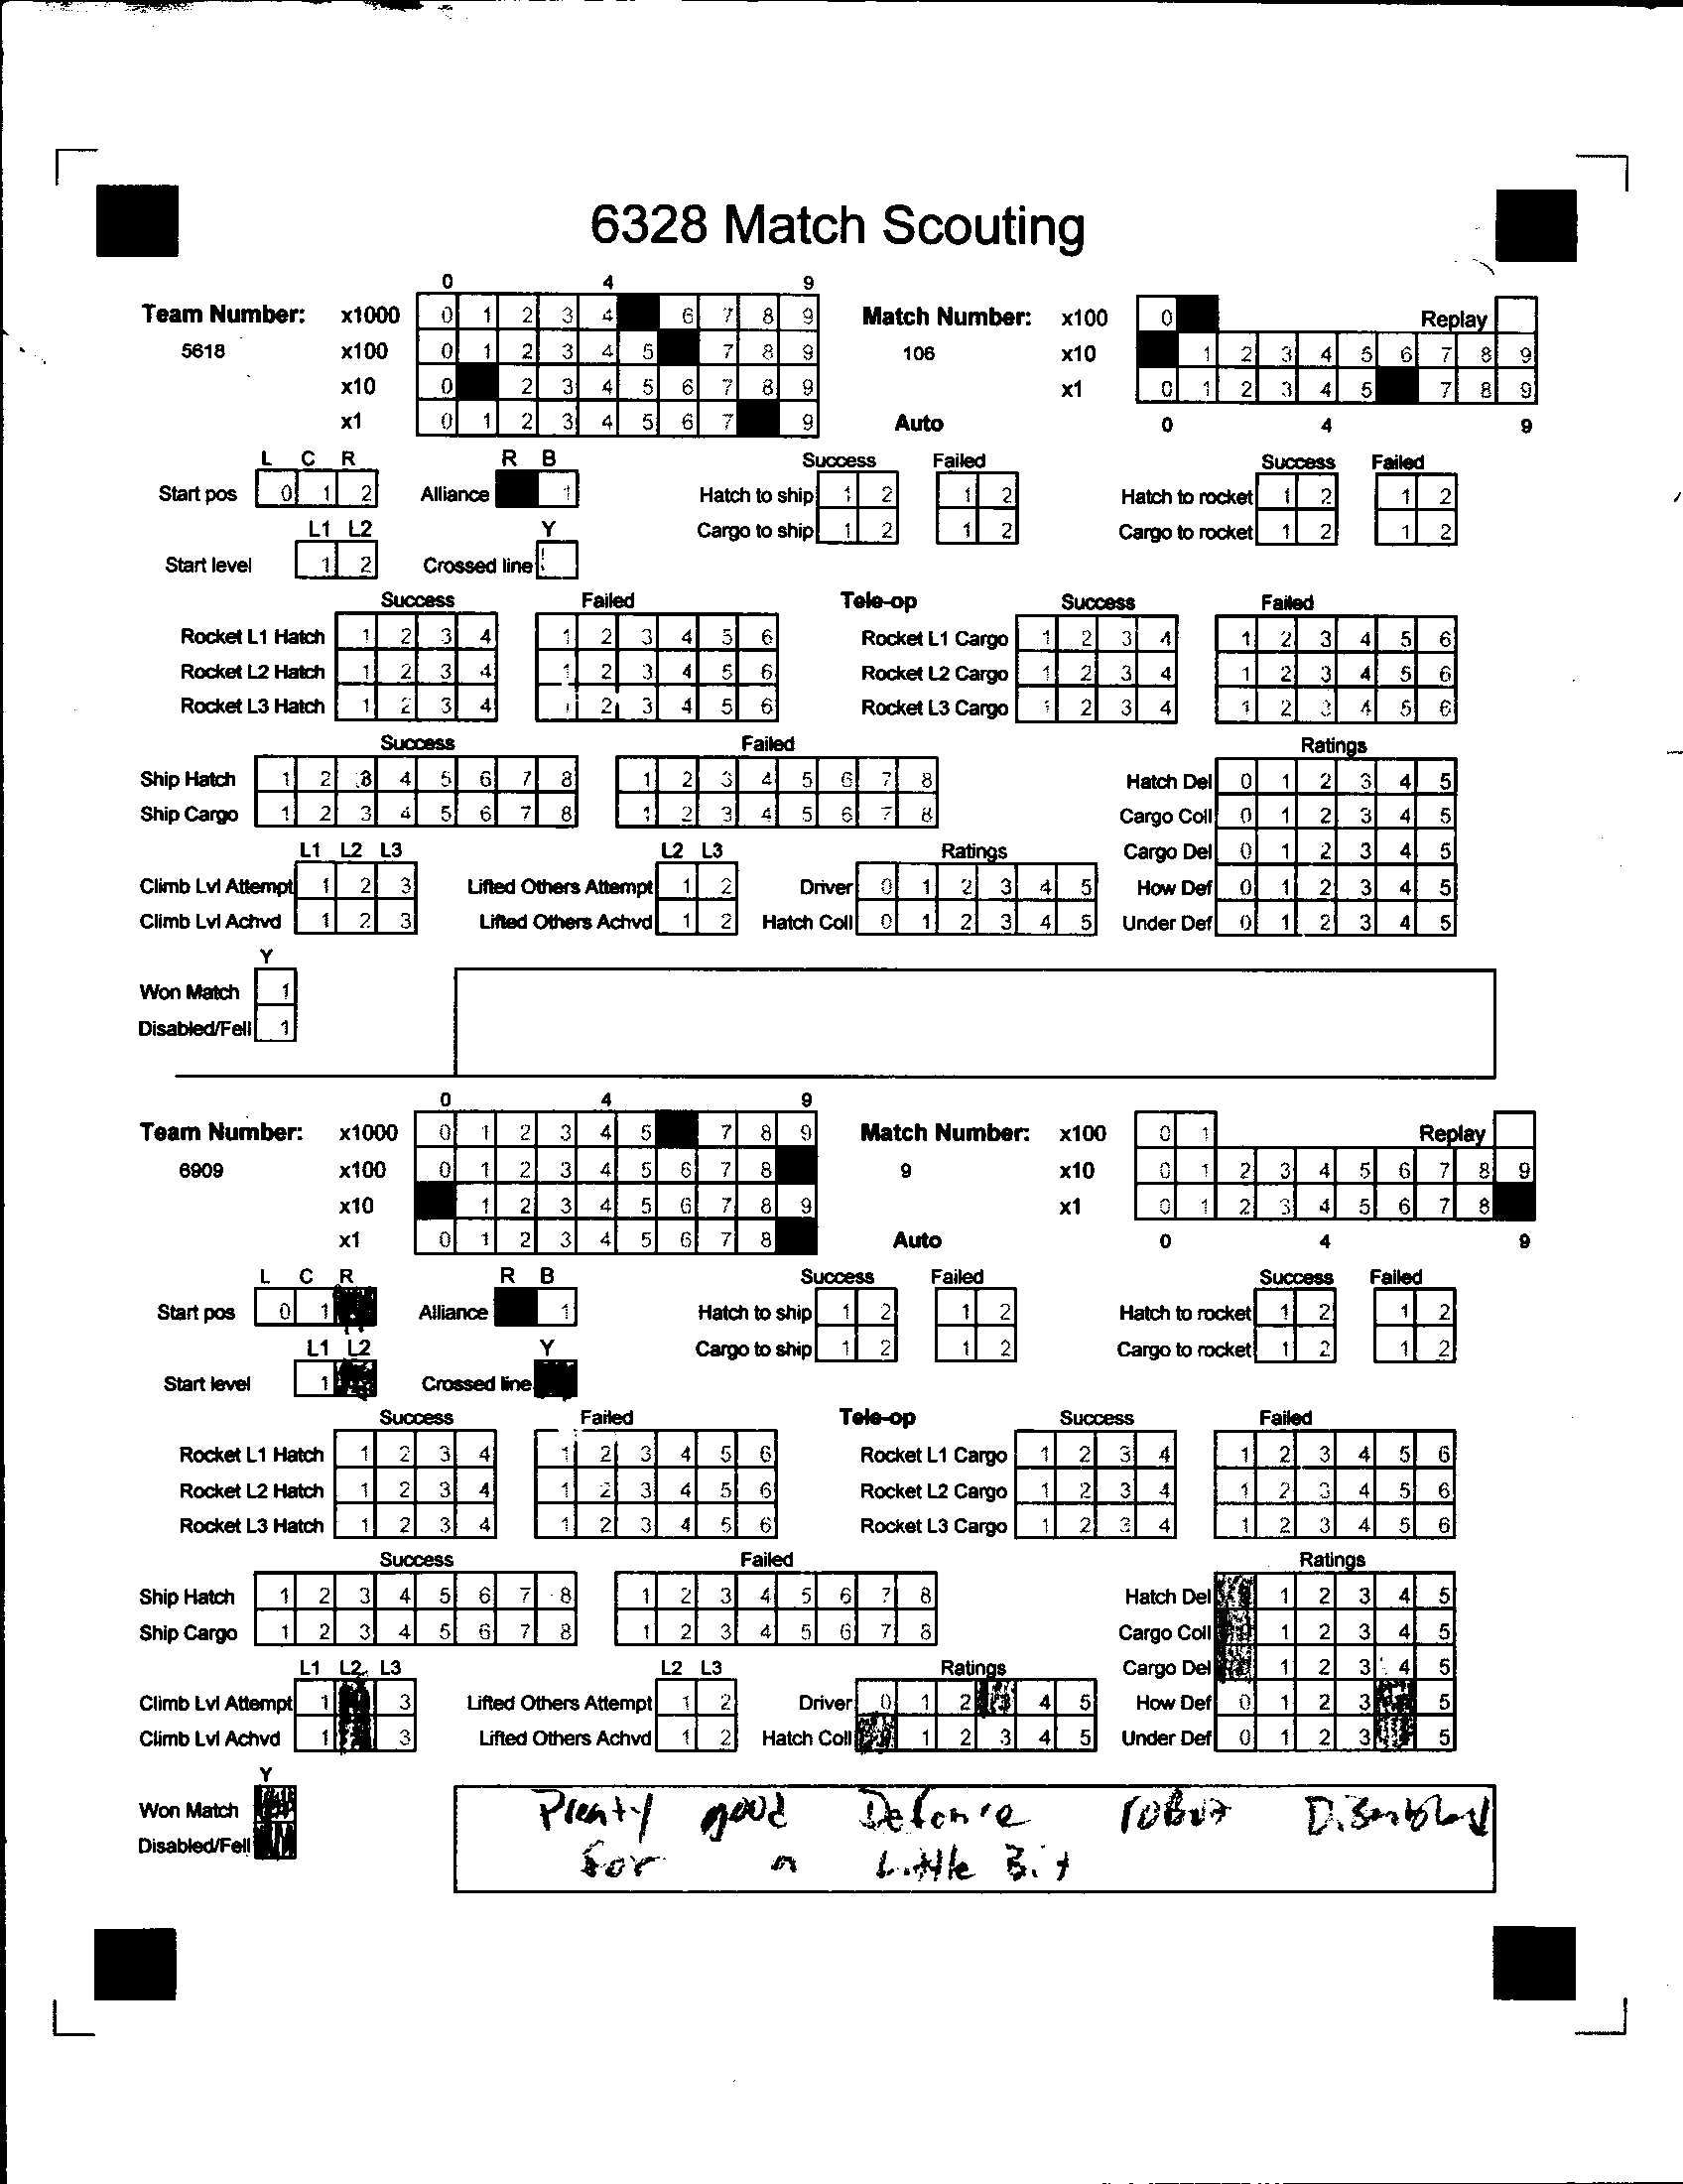 6328 Match Scouting
0 4 9
Team Number: x1000 0 1 2 3 4 6 7 8 9 Match Number: x100 0 Replay
5618 x100 0 1 2 3 4 5 7 8 9 106 x10 1 2 3 4 5 6 7 8 9
x10 0 2 3 4 5 6 7 8 9 x1 0 1 2 3 4 5 7 8 9
x1 0 1 2 3 4 5 6 7 9 Auto 0 4 9
L C R R B Success Failed Success Failed
Start pos 0 1 2 Alliance 1 Hatch to ship 1 2 1 2 Hatch to rocket 1 2 1 2
L1 L2 Y Cargo to ship 1 2 1 2 Cargo to rocket 1 2 1 2
Start level 1 2 Crossed line
Success Failed Tele-op Success Failed
Rocket L1 Hatch 1 2 3 4 1 2 3 4 5 6 Rocket L1 Cargo 1 2 3 4 1 2 3 4 5 6
Rocket L2 Hatch 1 2 3 4 1 2 3 4 5 6 Rocket L2 Cargo 1 2 3 4 1 2 3 4 5 6
Rocket L3 Hatch 1 2 3 4 1 2 3 4 5 6 Rocket L3 Cargo 1 2 3 4 1 2 3 4 5 6
Success Failed Ratings
Ship Hatch 1 2 3 4 5 6 7 8 1 2 3 4 5 6 7 8 Hatch Del 0 1 2 3 4 5
Ship Cargo 1 2 3 4 5 6 7 8 1 2 3 4 5 6 7 8 Cargo Coll 0 1 2 3 4 5
L1 L2 L3 L2 L3 Ratings Cargo Del 0 1 2 3 4 5
Climb Lvl Attempt 1 2 3 Lifted Others Attempt 1 2 Driver 0 1 2 3 4 5 How Def 0 1 2 3 4 5
Climb Lvl Achvd 1 2 3 Lifted Others Achvd 1 2 Hatch Coll 0 1 2 3 4 5 Under Def 0 1 2 3 4 5
Y
Won Match 1
Disabled/Fell 1
0 4 9
Team Number: x1000 0 1 2 3 4 5 7 8 9 Match Number: x100 0 1 Replay
6909 x100 0 1 2 3 4 5 6 7 8 9 x10 0 1 2 3 4 5 6 7 8 9
x10 1 2 3 4 5 6 7 8 9 x1 0 1 2 3 4 5 6 7 8
x1 0 1 2 3 4 5 6 7 8 Auto 0 4 9
L C R R B Success Failed Success Failed
Start pos 0 1 Alliance 1 Hatch to ship 1 2 1 2 Hatch to rocket 1 2 1 2
L1 L2 Y Cargo to ship 1 2 1 2 Cargo to rocket 1 2 1 2
Start level 1 Crossed line
Success Failed Tele-op Success Failed
Rocket L1 Hatch 1 2 3 4 1 2 3 4 5 6 Rocket L1 Cargo 1 2 3 4 1 2 3 4 5 6
Rocket L2 Hatch 1 2 3 4 1 2 3 4 5 6 Rocket L2 Cargo 1 2 3 4 1 2 3 4 5 6
Rocket L3 Hatch 1 2 3 4 1 2 3 4 5 6 Rocket L3 Cargo 1 2 3 4 1 2 3 4 5 6
Success Failed Ratings
Ship Hatch 1 2 3 4 5 6 7 8 1 2 3 4 5 6 7 8 Hatch Del 1 2 3 4 5
Ship Cargo 1 2 3 4 5 6 7 8 1 2 3 4 5 6 7 8 Cargo Coll 1 2 3 4 5
L1 L2 L3 L2 L3 Ratings Cargo Del 1 2 3 4 5
Climb Lvl Attempt 1 3 Lifted Others Attempt 1 2 Driver 0 1 2 4 5 How Def 0 1 2 3 5
Climb Lvl Achvd 1 3 Lifted Others Achvd 1 2 Hatch Coll 1 2 3 4 5 Under Def 0 1 2 3 5
Y
Won Match
Disabled/Fell
good robot Disabled
for a Little Bit